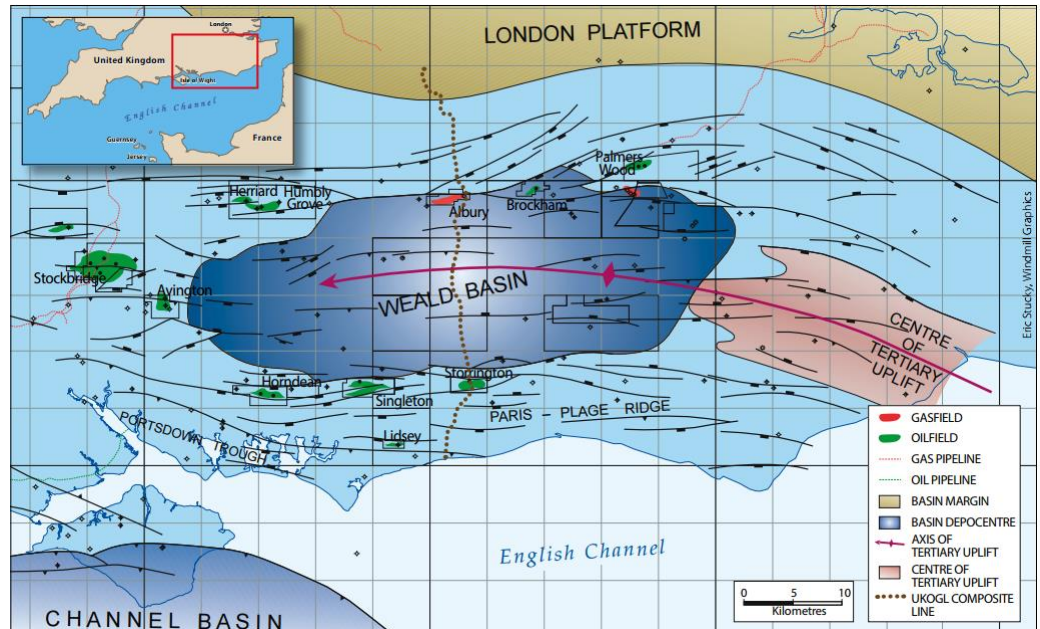 London
United Kingdom
Isle of Wight
English Channel
Guernsey
Jersey
France
LONDON PLATFORM
Palmers
Wood
Herriard
Humbly
Grove
Albury
Brockham
Stockbridge
Avington
WEALD BASIN
CENTRE
OF
TERTIARY
UPLIFT
Horndean
Singleton
Storrington
PARIS - PLAGE RIDGE
PORTSDOWN TROUGH
Lidsey
English Channel
CHANNEL BASIN
Eric Stucky, Windmill Graphics
GASFIELD
OILFIELD
GAS PIPELINE
OIL PIPELINE
BASIN MARGIN
BASIN DEPOCENTRE
AXIS OF
TERTIARY UPLIFT
CENTRE OF
TERTIARY UPLIFT
UKOGL COMPOSITE
LINE
0 5 10
Kilometres